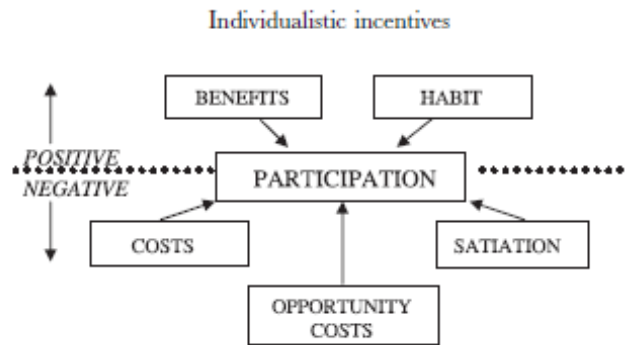 Individualistic incentives
BENEFITS
HABIT
POSITIVE
NEGATIVE
PARTICIPATION
COSTS
SATIATION
OPPORTUNITY
COSTS